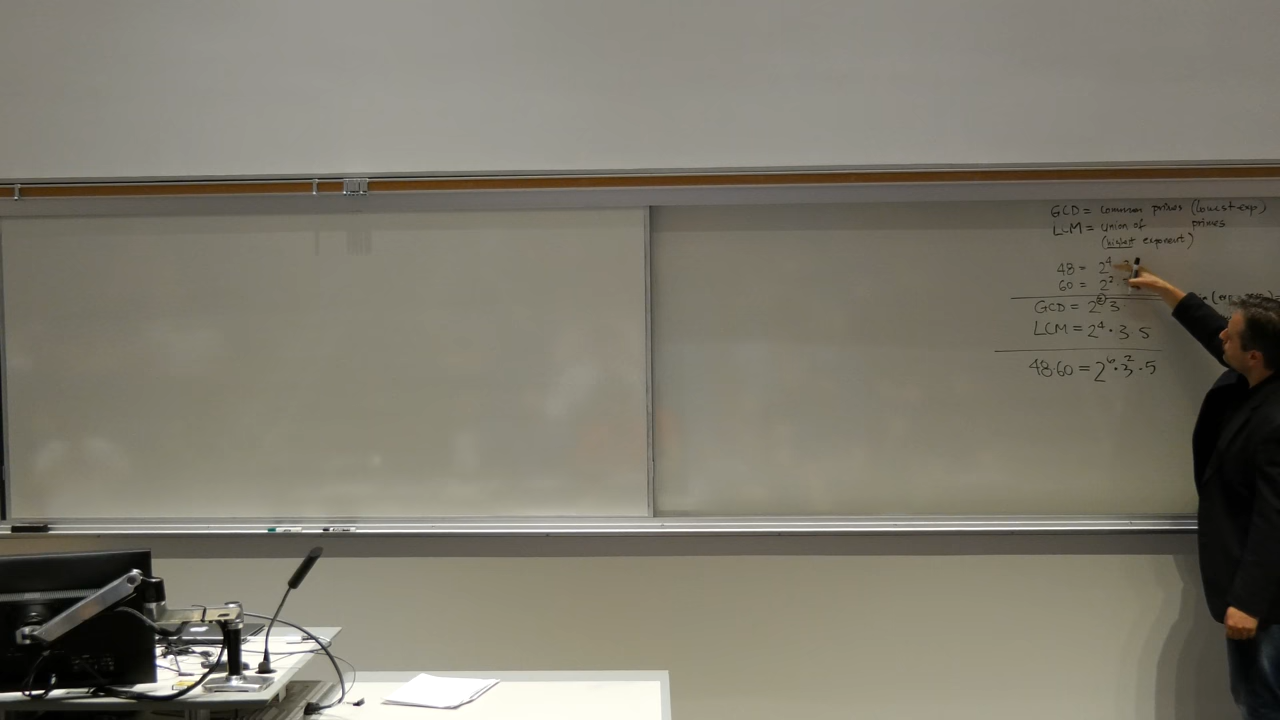 GCD = common primes (lowest exp)
LCM = union of primes
(highest exponent)
48 = 2⁴
60 = 2² ·
GCD = 2² 3
LCM = 2⁴ · 3 · 5
48·60 = 2⁶ · 3² · 5